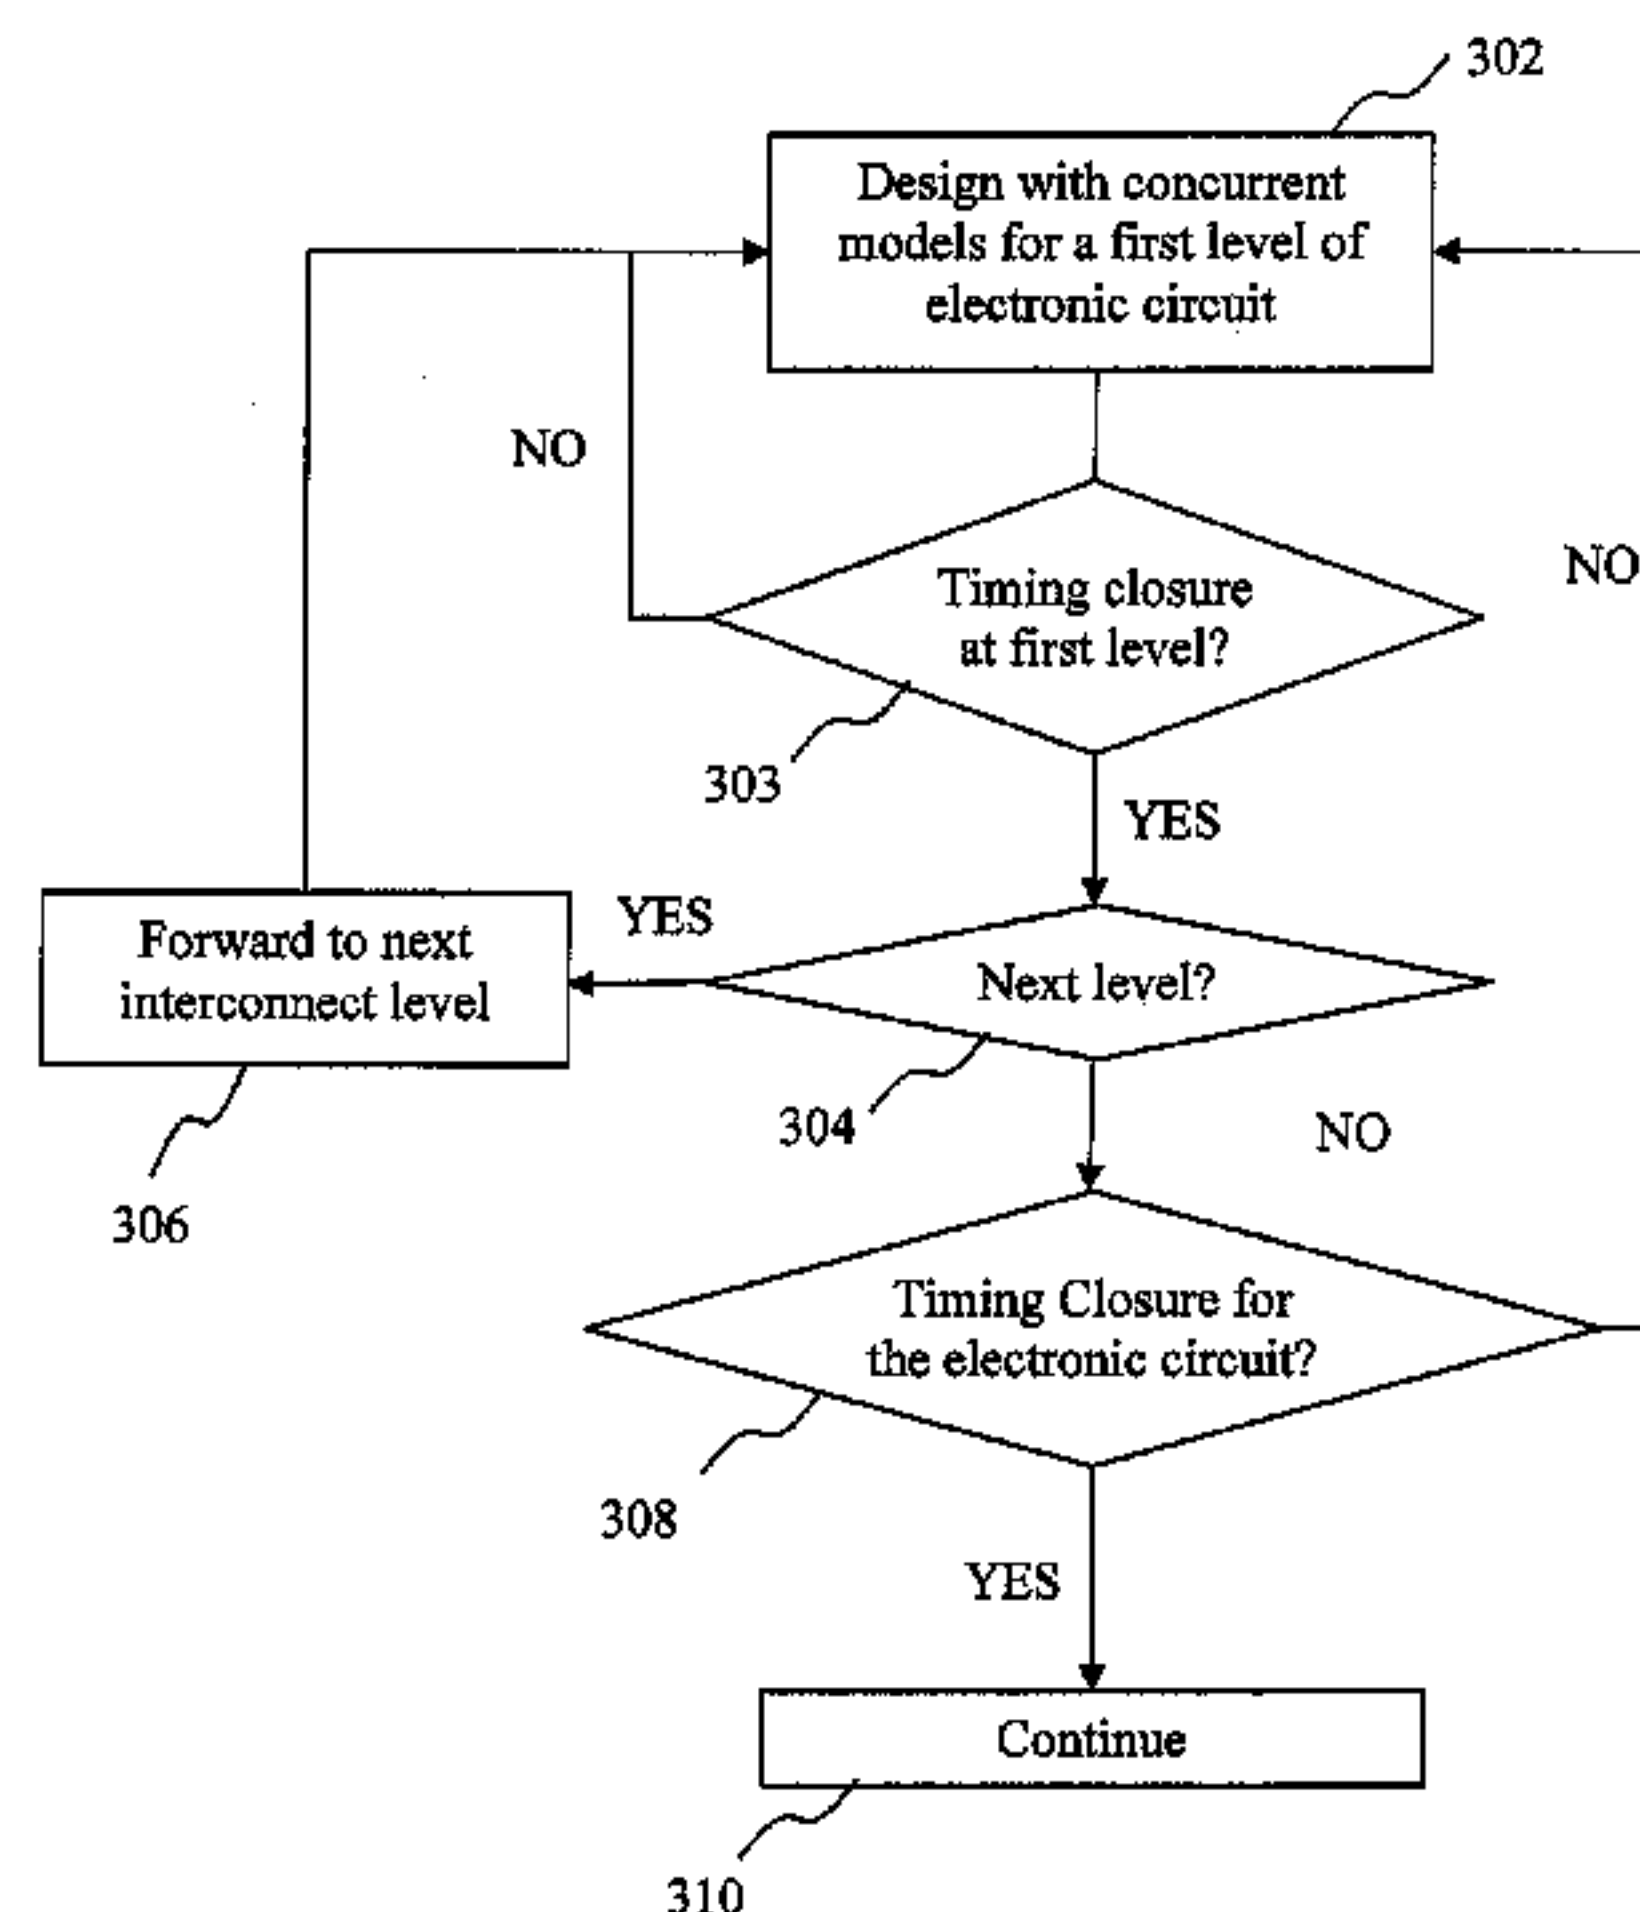 302
Design with concurrent
models for a first level of
electronic circuit
NO
NO
Timing closure
at first level?
303
YES
Forward to next
interconnect level
YES
Next level?
304
NO
306
Timing Closure for
the electronic circuit?
308
YES
Continue
310